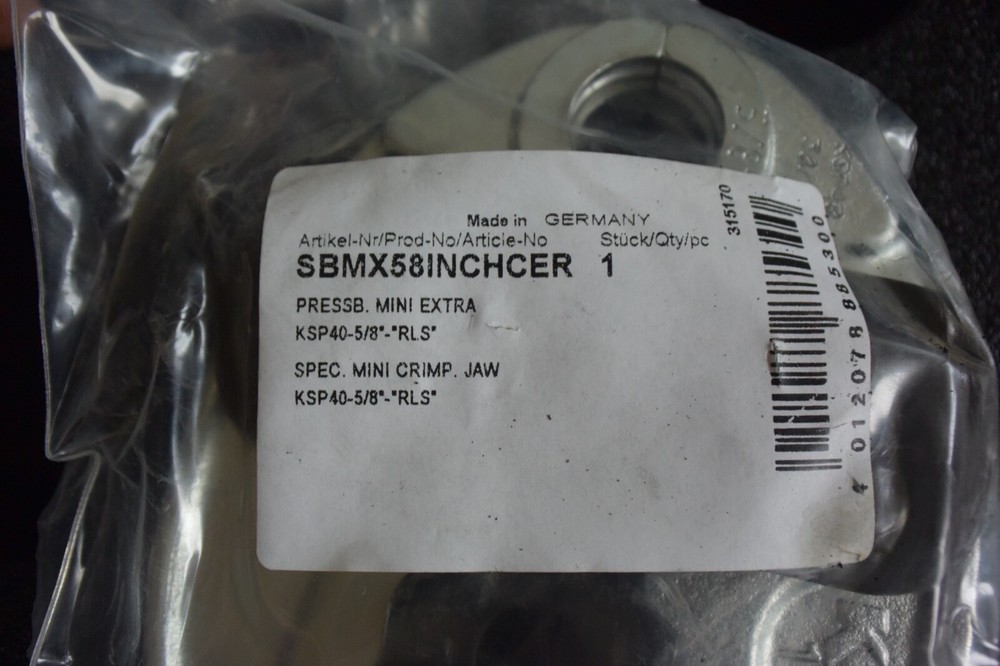 Made in GERMANY
Artikel-Nr/Prod-No/Article-No Stück/Qty/pc
SBMX58INCHCER 1
PRESSB. MINI EXTRA
KSP40-5/8"-"RLS"
SPEC. MINI CRIMP. JAW
KSP40-5/8"-"RLS"
315170
4 012078 885300